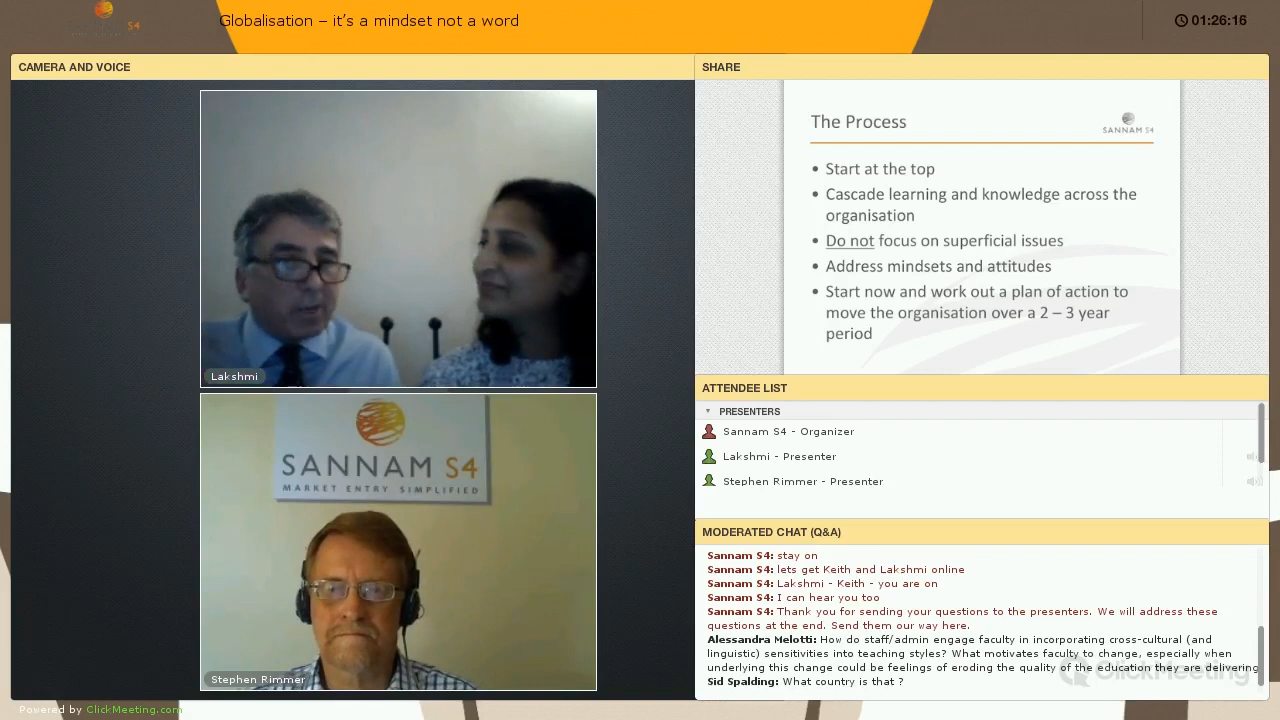 S4
Globalisation – it's a mindset not a word
01:26:16
CAMERA AND VOICE
Lakshmi
SANNAM S4
MARKET ENTRY SIMPLIFIED
Stephen Rimmer
SHARE
The Process
SANNAM S4
• Start at the top
• Cascade learning and knowledge across the
organisation
• Do not focus on superficial issues
• Address mindsets and attitudes
• Start now and work out a plan of action to
move the organisation over a 2 – 3 year
period
ATTENDEE LIST
PRESENTERS
Sannam S4 - Organizer
Lakshmi - Presenter
Stephen Rimmer - Presenter
MODERATED CHAT (Q&A)
Sannam S4: stay on
Sannam S4: lets get Keith and Lakshmi online
Sannam S4: Lakshmi - Keith - you are on
Sannam S4: I can hear you too
Sannam S4: Thank you for sending your questions to the presenters. We will address these
questions at the end. Send them our way here.
Alessandra Melotti: How do staff/admin engage faculty in incorporating cross-cultural (and
linguistic) sensitivities into teaching styles? What motivates faculty to change, especially when
underlying this change could be feelings of eroding the quality of the education they are delivering
Sid Spalding: What country is that ?
ClickMeeting
Powered by ClickMeeting.com